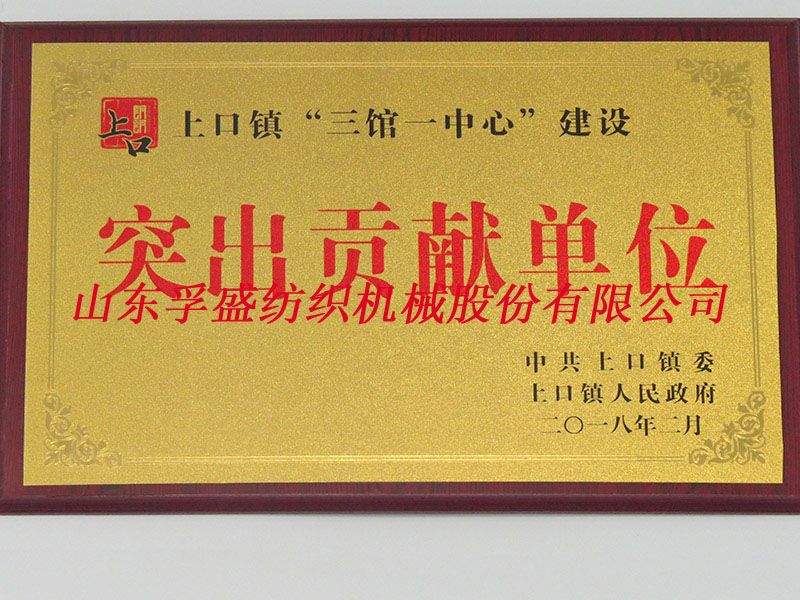 上口
上口镇“三馆一中心”建设
突出贡献单位
山东孚盛纺织机械股份有限公司
中共上口镇委
上口镇人民政府
二〇一八年二月